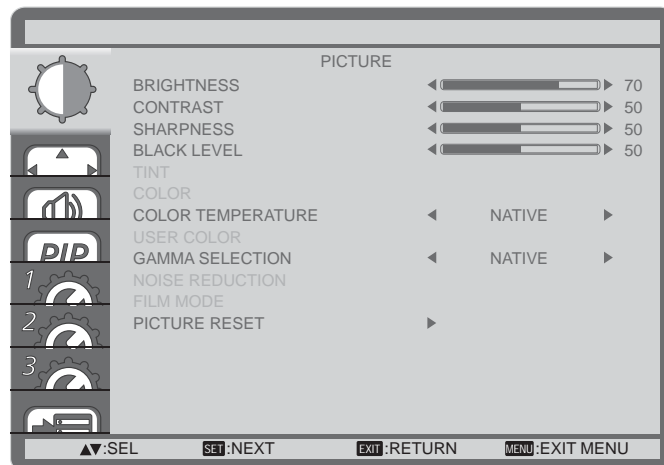 PICTURE
BRIGHTNESS 70
CONTRAST 50
SHARPNESS 50
BLACK LEVEL 50
TINT
COLOR
COLOR TEMPERATURE NATIVE
USER COLOR
GAMMA SELECTION NATIVE
NOISE REDUCTION
FILM MODE
PICTURE RESET
PIP
1
2
3
▲▼:SEL SET:NEXT EXIT:RETURN MENU:EXIT MENU